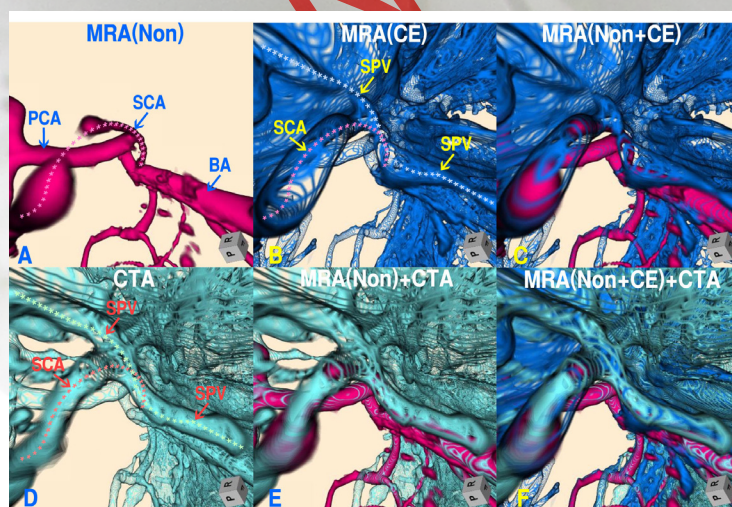 MRA(Non)
SCA
PCA
BA
A
P R
MRA(CE)
SPV
SCA
SPV
B
MRA(Non+CE)
C
P R
CTA
SPV
SCA
SPV
D
P R
MRA(Non)+CTA
E
P R
MRA(Non+CE)+CTA
F
P R